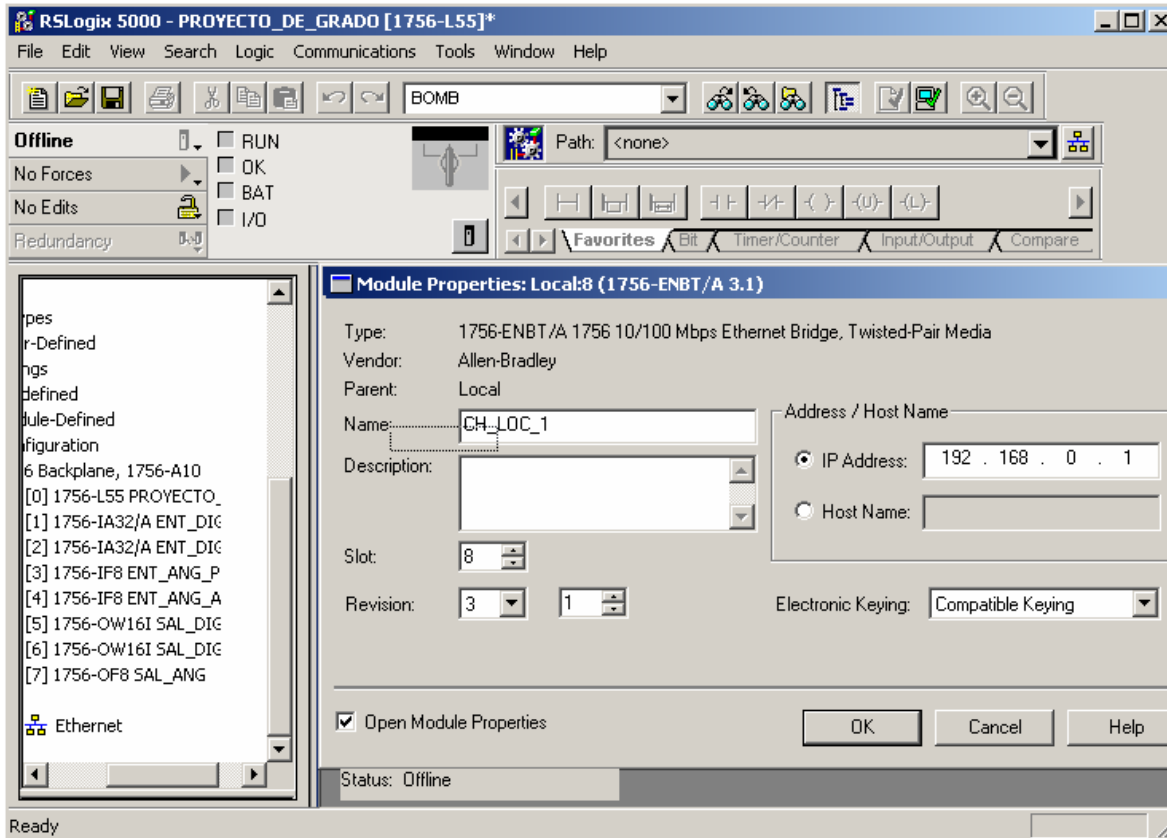 RSLogix 5000 - PROYECTO_DE_GRADO [1756-L55]*
File Edit View Search Logic Communications Tools Window Help
BOMB
Offline
RUN
Path: <none>
No Forces
OK
No Edits
BAT
Redundancy
I/O
Favorites Bit Timer/Counter Input/Output Compare
pes
r-Defined
ngs
defined
dule-Defined
figuration
6 Backplane, 1756-A10
[0] 1756-L55 PROYECTO_
[1] 1756-IA32/A ENT_DIG
[2] 1756-IA32/A ENT_DIG
[3] 1756-IF8 ENT_ANG_P
[4] 1756-IF8 ENT_ANG_A
[5] 1756-OW16I SAL_DIG
[6] 1756-OW16I SAL_DIG
[7] 1756-OF8 SAL_ANG
Ethernet
Module Properties: Local:8 (1756-ENBT/A 3.1)
Type: 1756-ENBT/A 1756 10/100 Mbps Ethernet Bridge, Twisted-Pair Media
Vendor: Allen-Bradley
Parent: Local
Name: CH_LOC_1
Address / Host Name
IP Address: 192 . 168 . 0 . 1
Description:
Host Name:
Slot: 8
Revision: 3 1
Electronic Keying: Compatible Keying
Open Module Properties
OK Cancel Help
Status: Offline
Ready